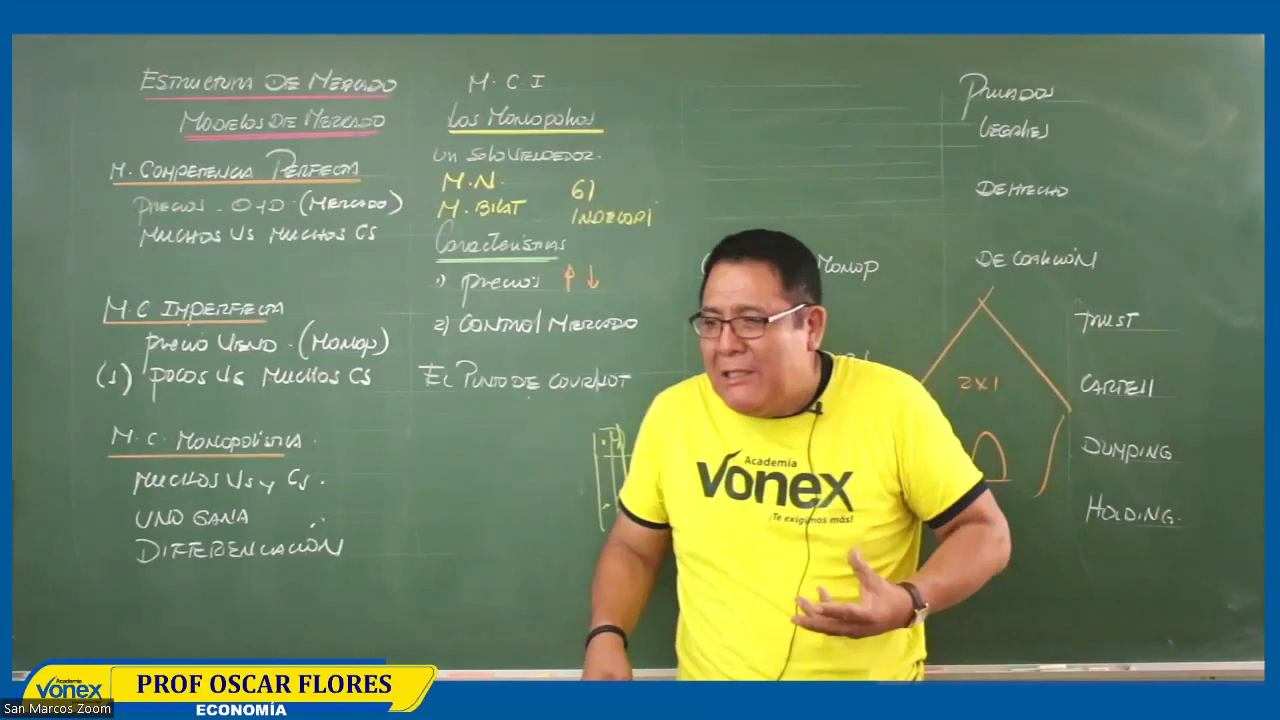 ESTRUCTURA DE MERCADO
MODELOS DE MERCADO
M. COMPETENCIA PERFECTA
PRECIOS - O Y D - (MERCADO)
MUCHOS Vs MUCHOS Cs
M. C IMPERFECTA
PRECIO VEND - (MONOP)
(1) POCOS Vs MUCHOS Cs
M. C. MONOPOLISTICA.
MUCHOS Vs y Cs.
UNO GANA
DIFERENCIACIÓN
M. C. I
LOS MONOPOLIOS
UN SOLO VENDEDOR.
M. N.
M. BILAT
61
INDECOPI
Características
1) PRECIOS ↑ ↓
2) CONTROL MERCADO
EL PUNTO DE COURNOT
MONOP
PRIVADOS
LEGALES
DE HECHO
DE COALICIÓN
2X1
TRUST
CARTELL
DUMPING
HOLDING.
Academia
Vonex
¡Te exigimos más!
Academia
Vonex
PROF OSCAR FLORES
ECONOMÍA
San Marcos Zoom